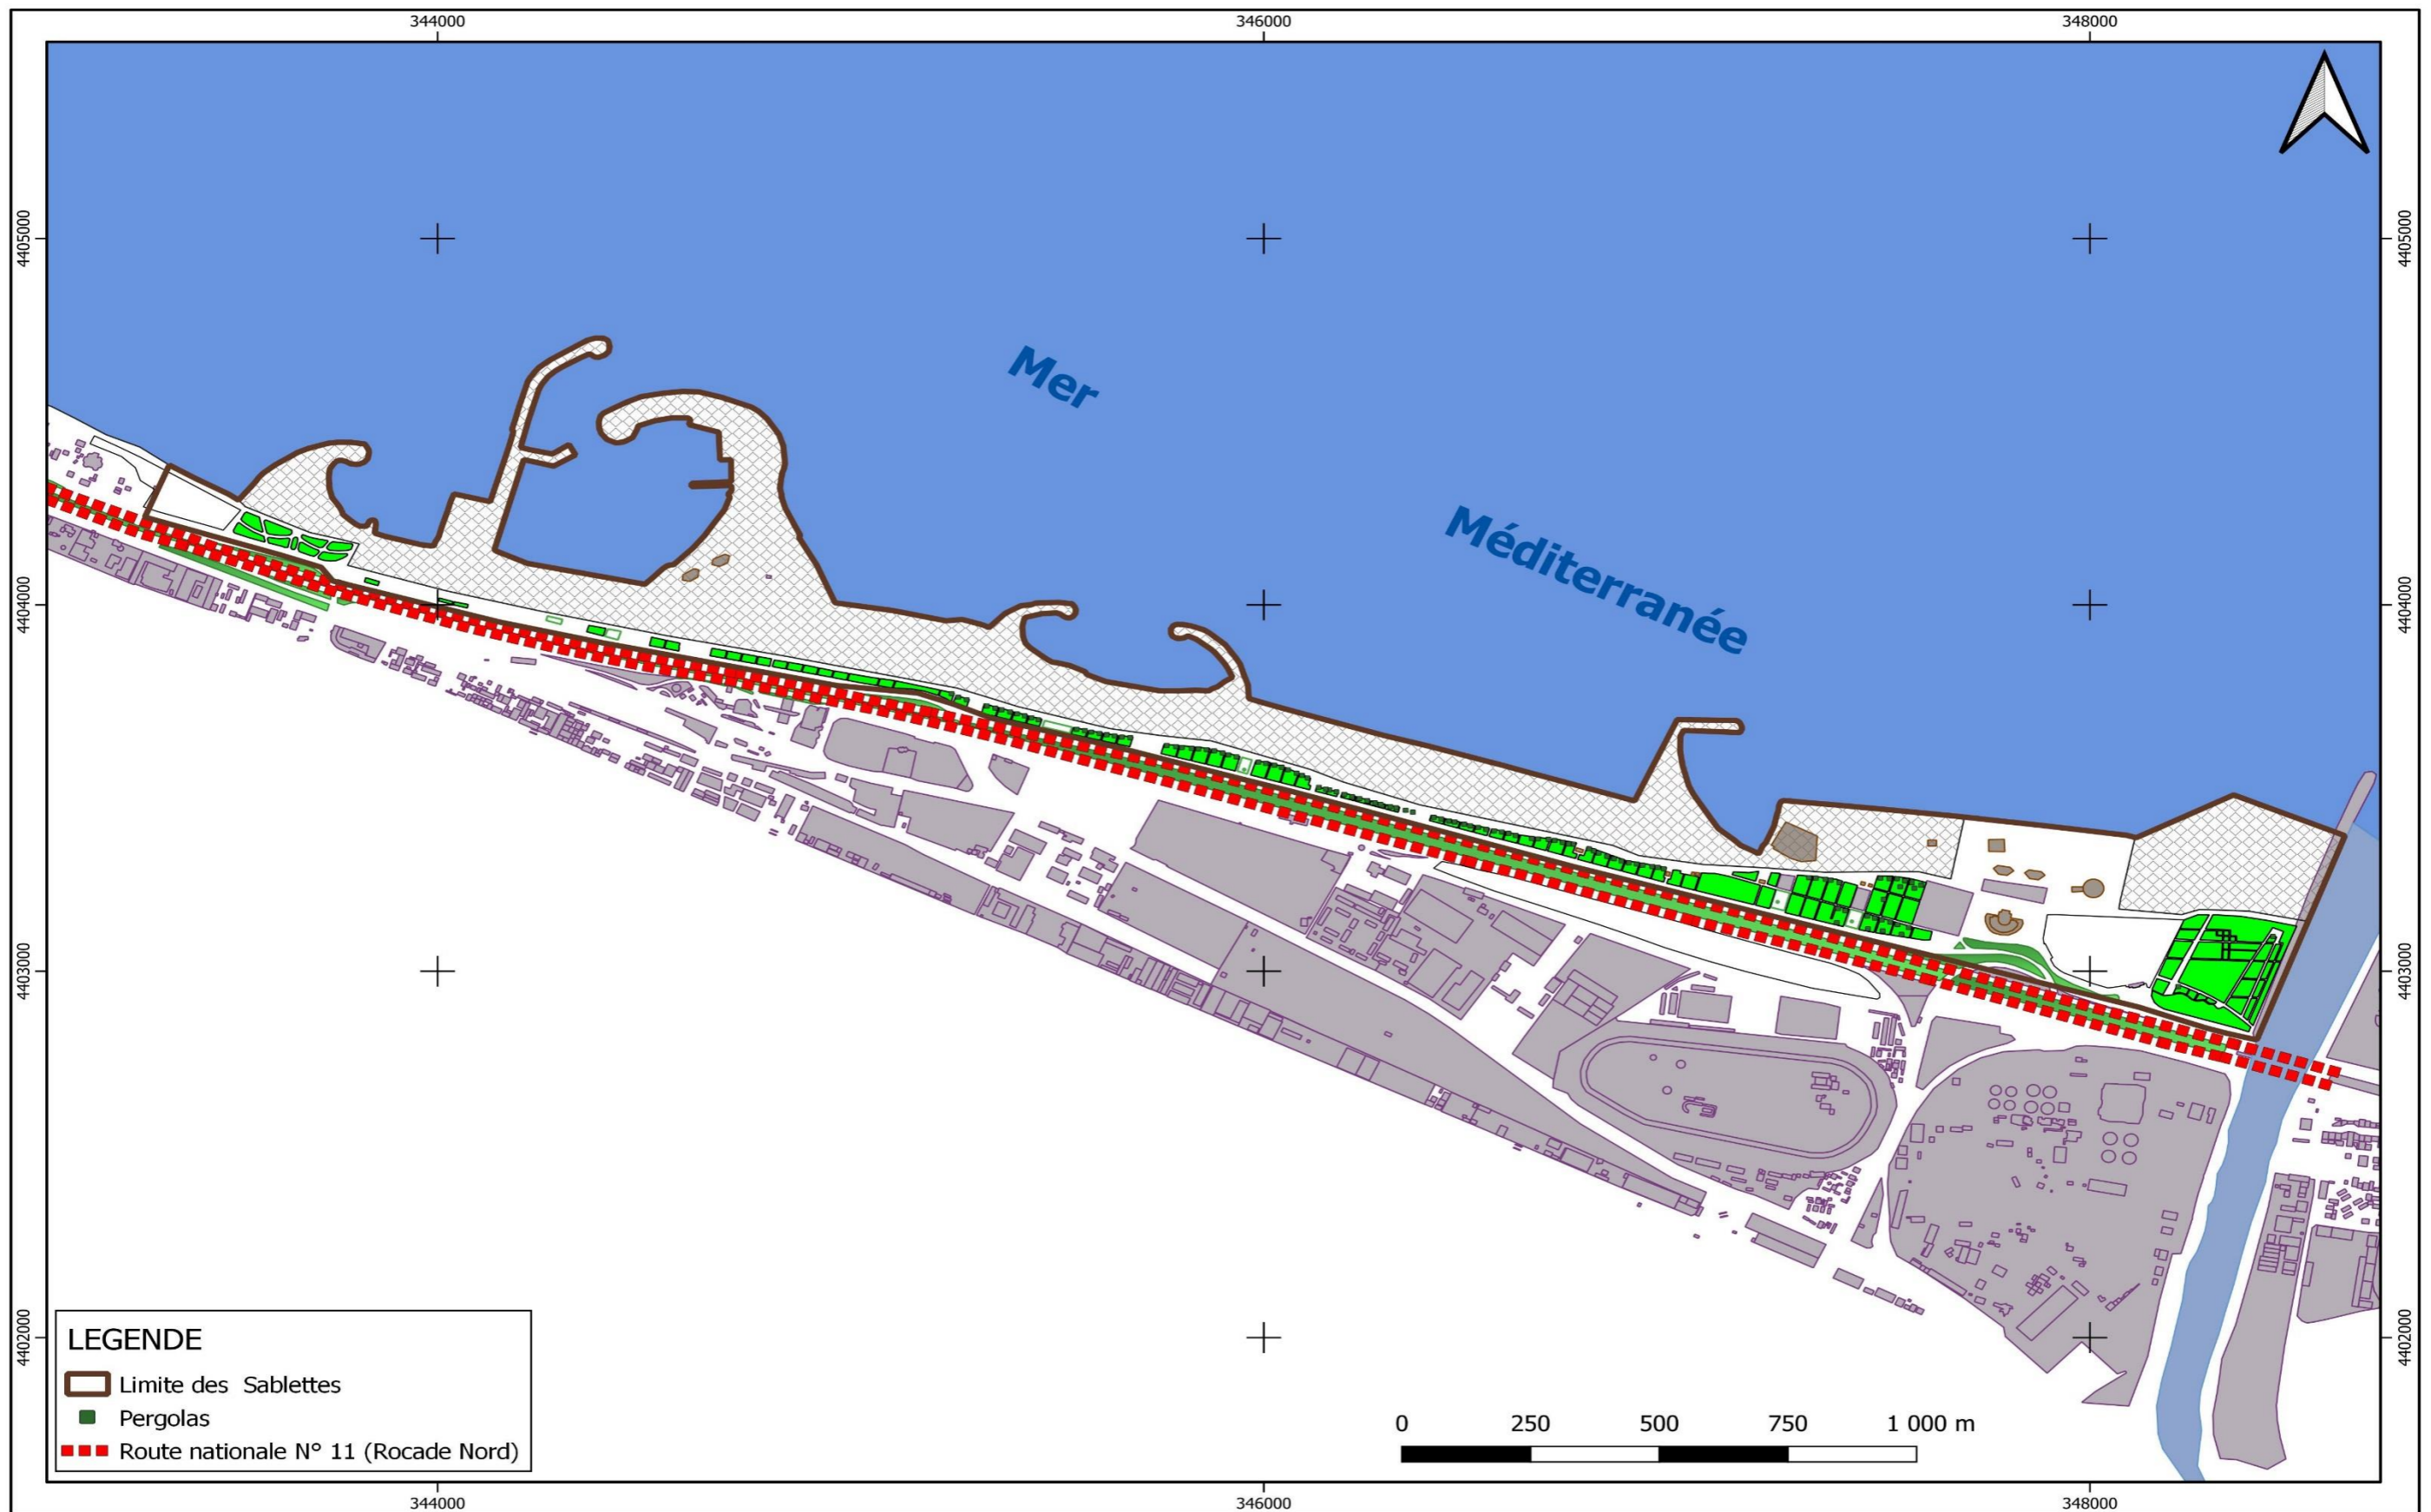 344000 346000 348000
4405000 4405000
Mer
Méditerranée
4404000 4404000
4403000 4403000
4402000 4402000
LEGENDE
Limite des Sablettes
Pergolas
Route nationale N° 11 (Rocade Nord)
0 250 500 750 1 000 m
344000 346000 348000